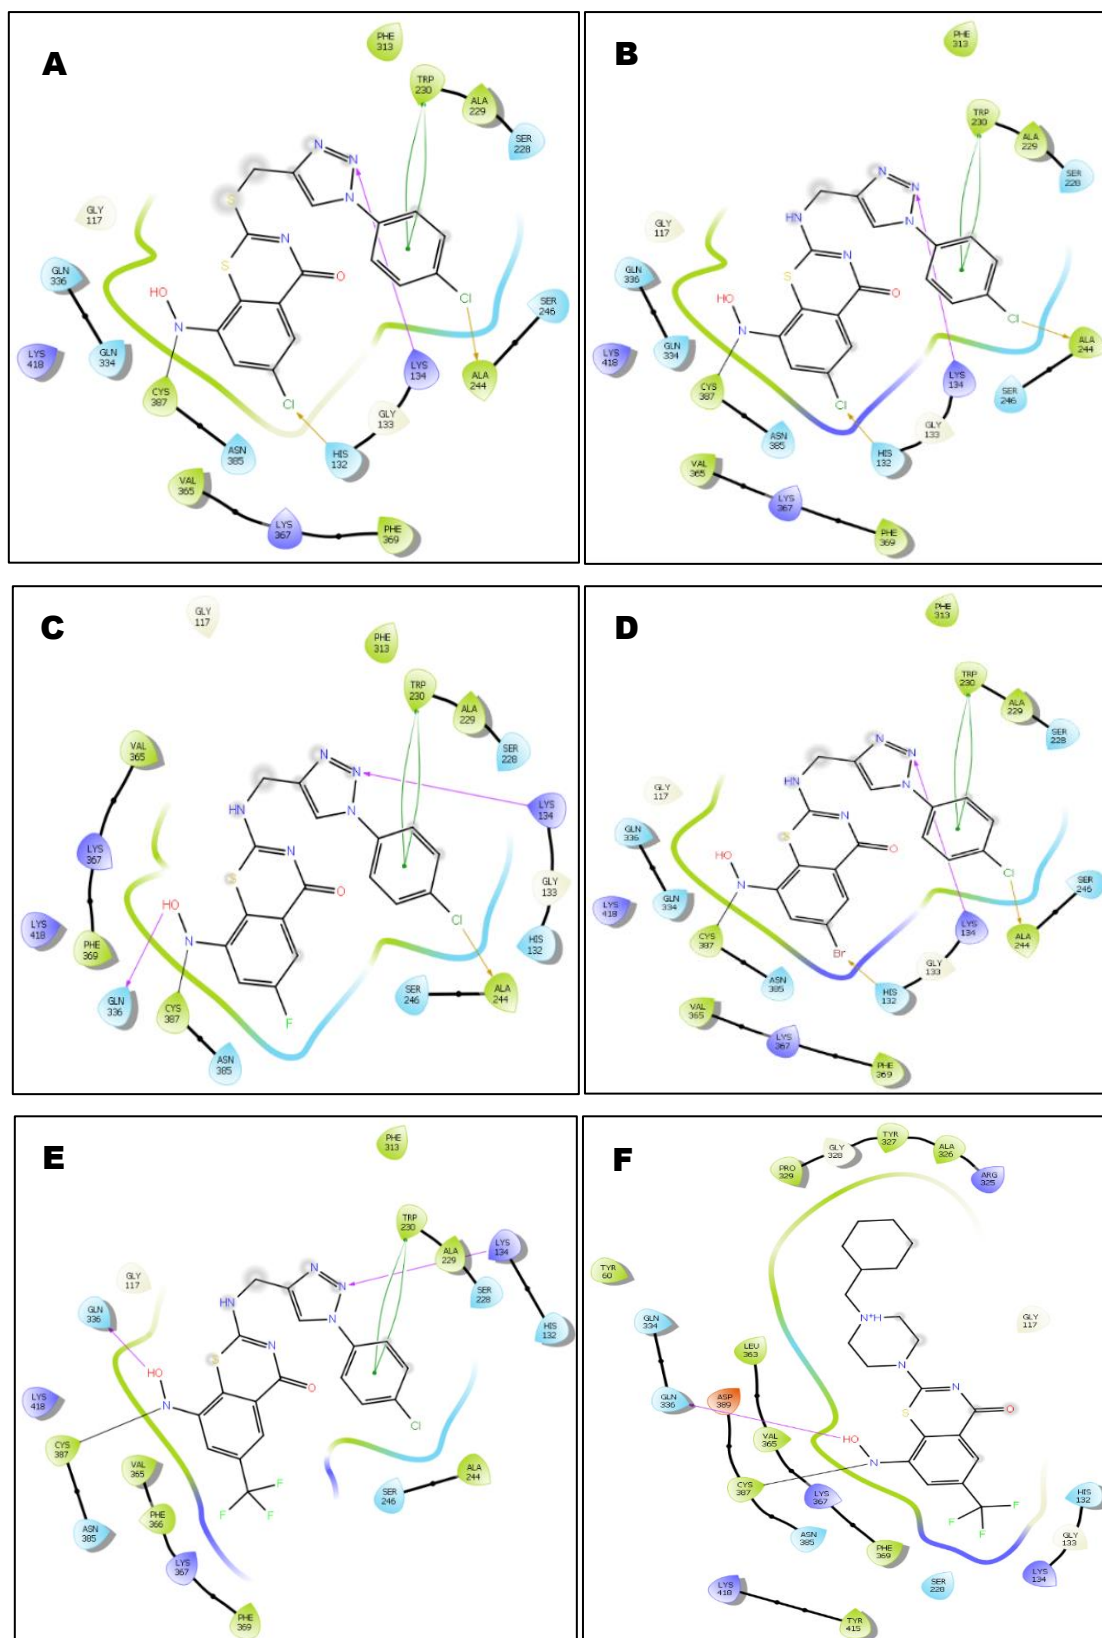 A
PHE
313
TRP
230
ALA
229
SER
228
N
N
N
S
GLY
117
N
S
O
GLN
336
HO
N
Cl
SER
246
LYS
418
GLN
334
LYS
134
ALA
244
CYS
387
Cl
GLY
133
ASN
385
HIS
132
VAL
365
LYS
367
PHE
369
B
PHE
313
TRP
230
ALA
229
SER
228
N
N
N
HN
GLY
117
N
S
O
GLN
336
HO
N
Cl
LYS
418
GLN
334
ALA
244
LYS
134
SER
246
CYS
387
Cl
GLY
133
ASN
385
HIS
132
VAL
365
LYS
367
PHE
369
C
GLY
117
PHE
313
TRP
230
ALA
229
SER
228
VAL
365
N
N
N
LYS
134
HN
N
LYS
367
S
O
GLY
133
HO
Cl
LYS
418
PHE
369
N
HIS
132
GLN
336
CYS
387
SER
246
ALA
244
F
ASN
385
D
PHE
313
TRP
230
ALA
229
SER
228
N
N
N
HN
GLY
117
N
S
O
GLN
336
HO
N
Cl
SER
246
LYS
418
GLN
334
LYS
134
ALA
244
CYS
387
Br
GLY
133
ASN
385
HIS
132
VAL
365
LYS
367
PHE
369
E
PHE
313
TRP
230
ALA
229
LYS
134
SER
228
GLY
117
N
N
N
GLN
336
HN
HIS
132
N
S
O
HO
N
LYS
418
Cl
CYS
387
VAL
365
ALA
244
F
F
F
SER
246
PHE
366
ASN
385
LYS
367
PHE
369
F
TYR
327
GLY
328
ALA
326
PRO
329
ARG
325
TYR
60
GLN
334
N+H
GLY
117
LEU
363
N
N
GLN
336
ASP
389
S
O
HO
VAL
365
N
CYS
387
LYS
367
F
F
F
HIS
132
ASN
385
GLY
133
PHE
369
SER
228
LYS
134
LYS
418
TYR
415